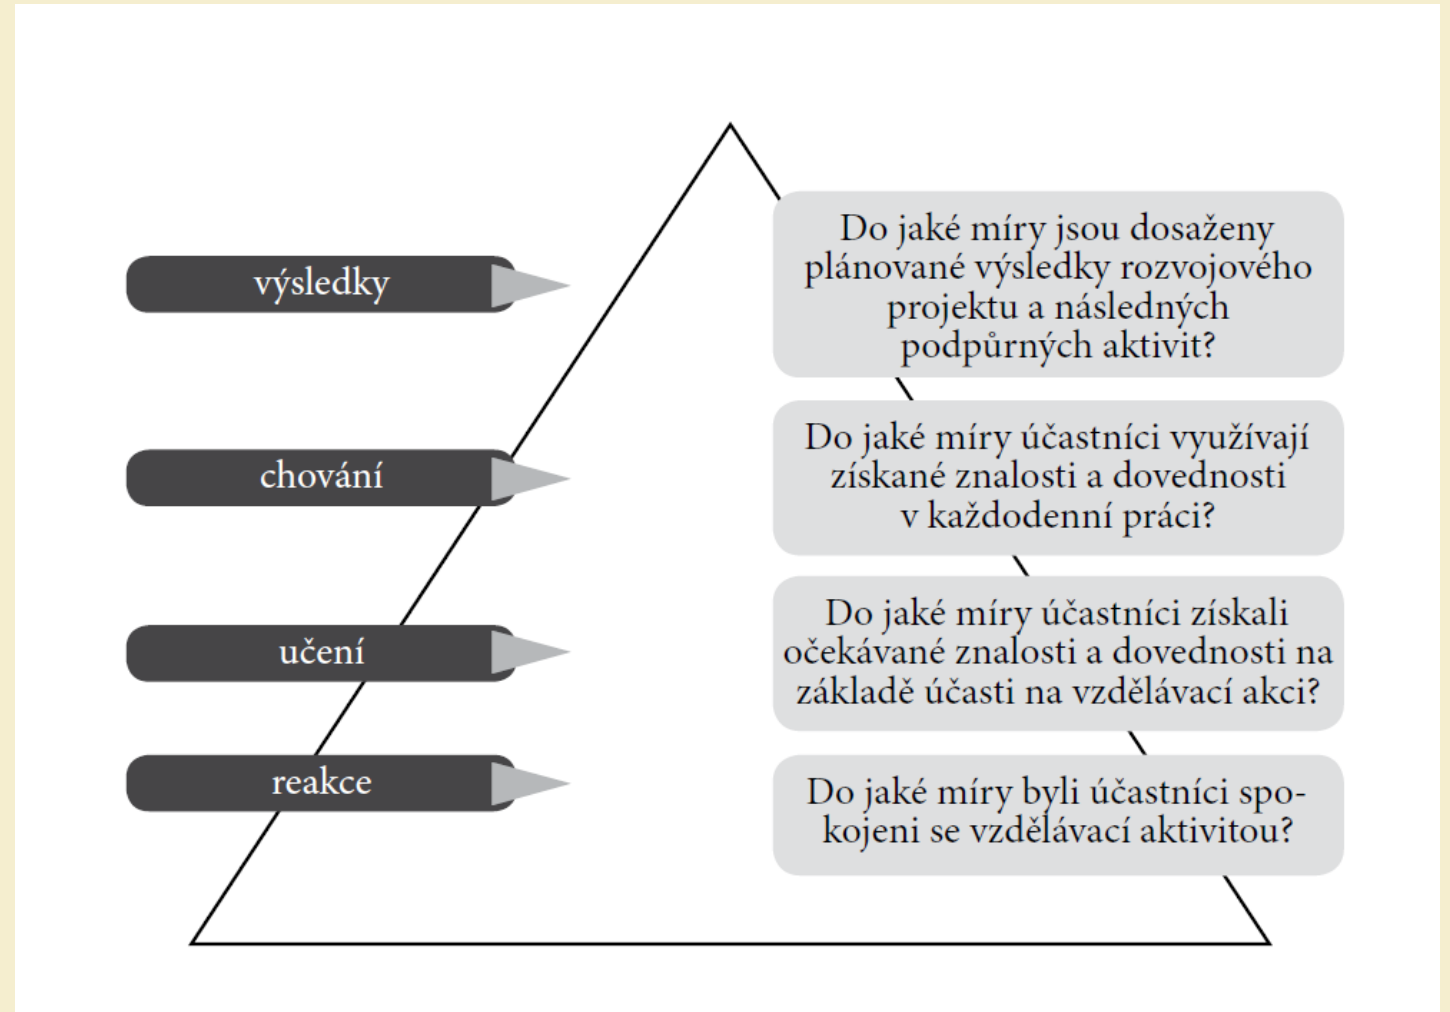 výsledky
Do jaké míry jsou dosaženy
plánované výsledky rozvojového
projektu a následných
podpůrných aktivit?
chování
Do jaké míry účastníci využívají
získané znalosti a dovednosti
v každodenní práci?
učení
Do jaké míry účastníci získali
očekávané znalosti a dovednosti na
základě účasti na vzdělávací akci?
reakce
Do jaké míry byli účastníci spo-
kojeni se vzdělávací aktivitou?